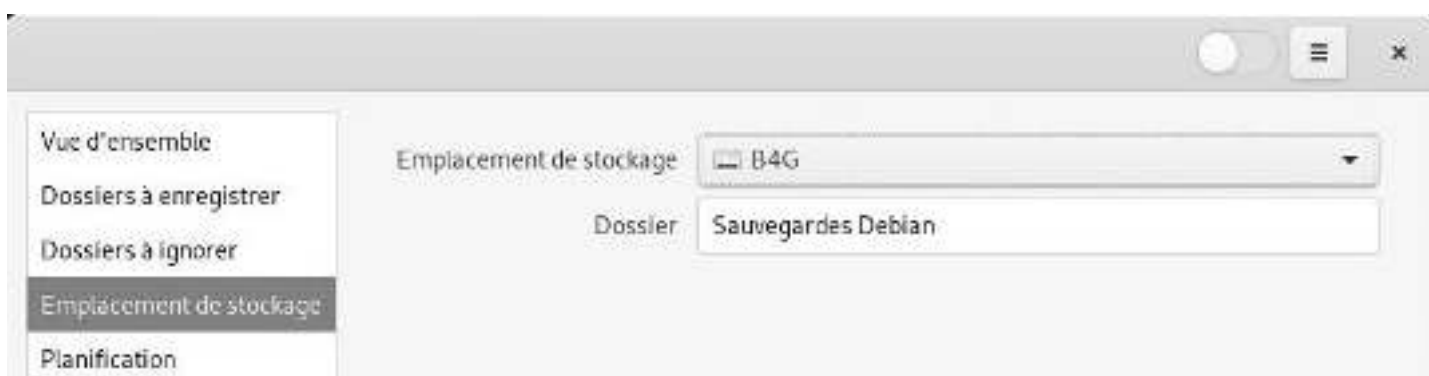 Vue d'ensemble
Dossiers à enregistrer
Dossiers à ignorer
Emplacement de stockage
Planification
Emplacement de stockage B4G
Dossier Sauvegardes Debian